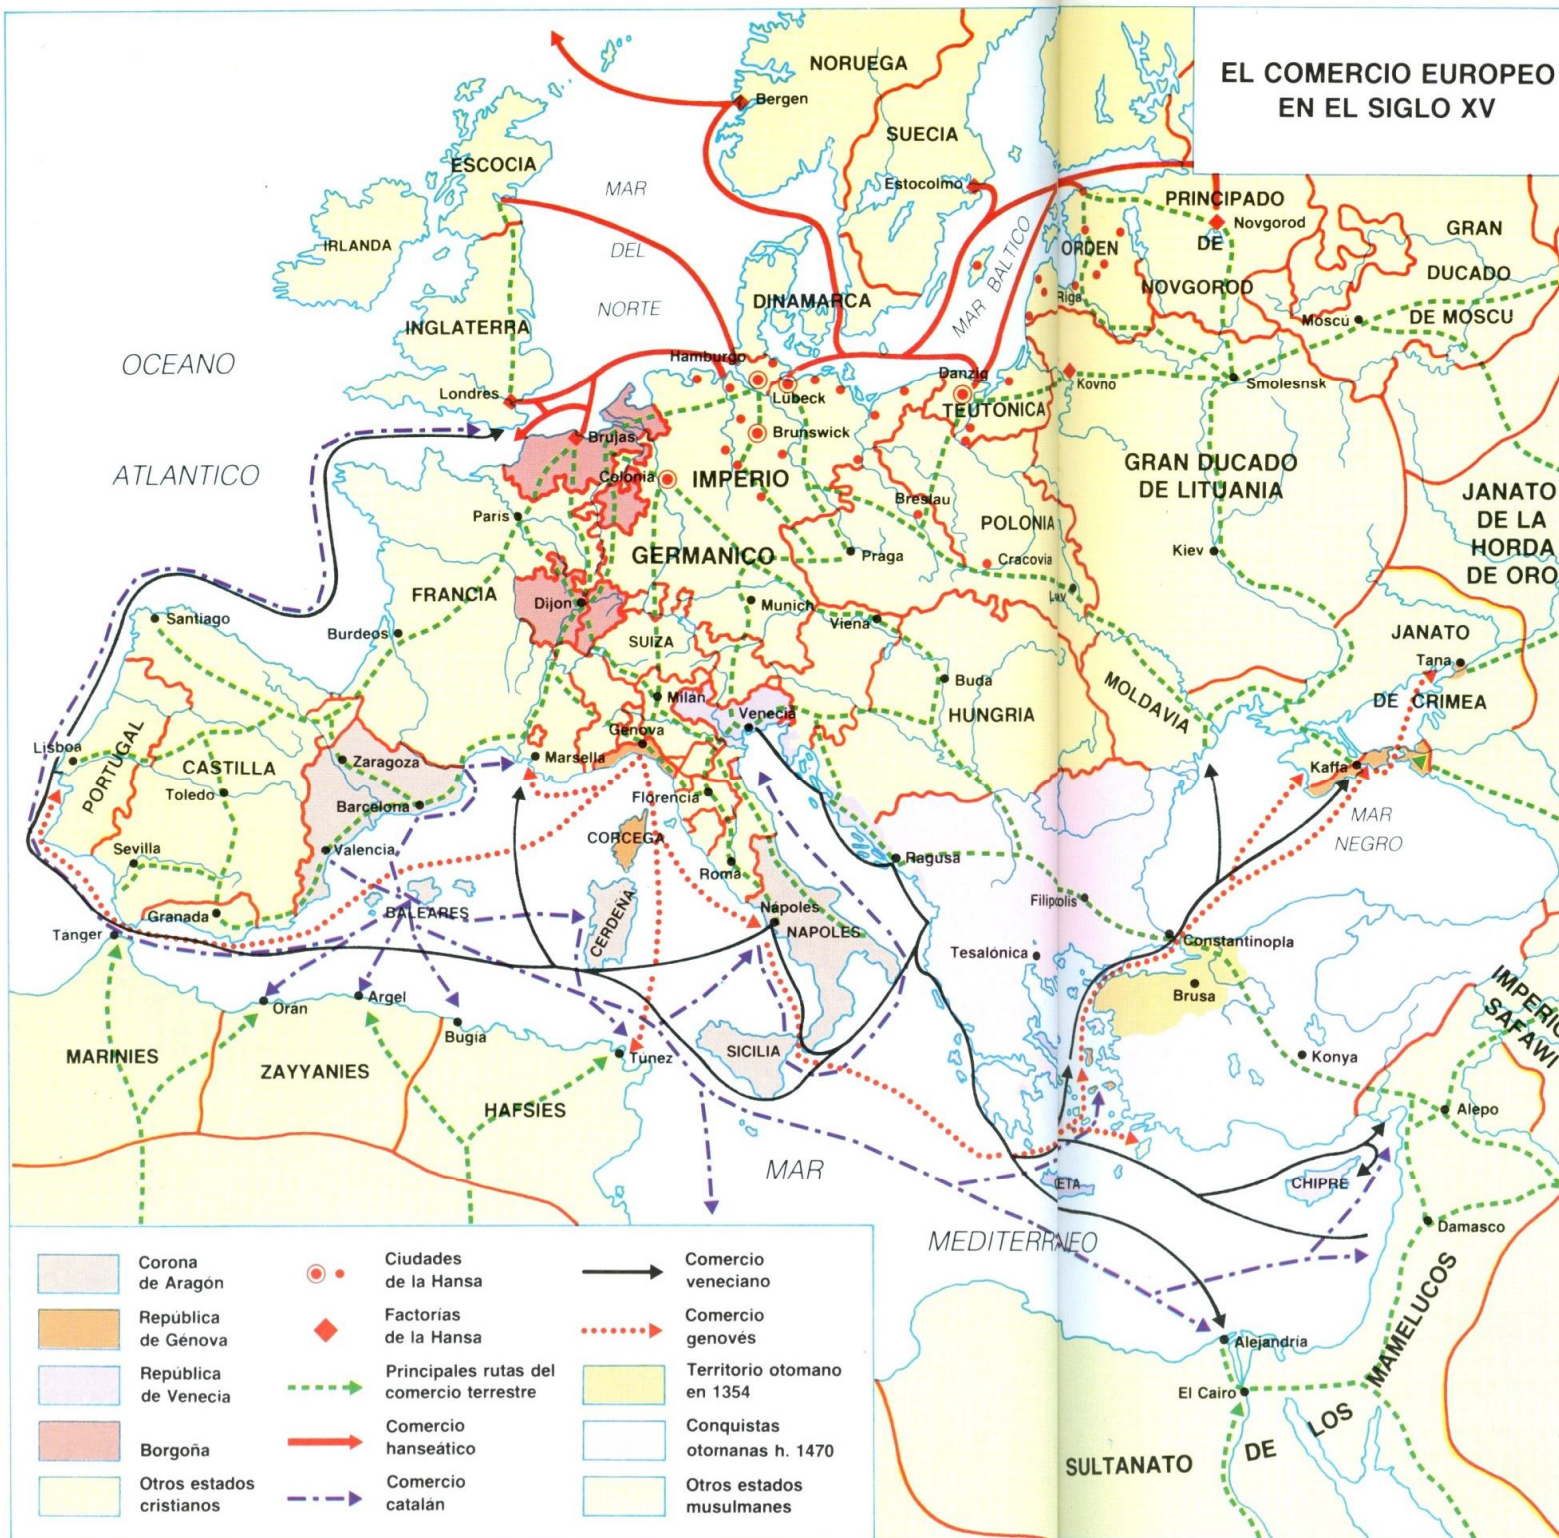 EL COMERCIO EUROPEO
EN EL SIGLO XV
NORUEGA
Bergen
SUECIA
ESCOCIA
MAR
Estocolmo
PRINCIPADO
Novgorod
GRAN
IRLANDA
DEL
MAR BALTICO
ORDEN
DE
DUCADO
NOVGOROD
DINAMARCA
Riga
NORTE
INGLATERRA
Moscú
DE MOSCU
OCEANO
Hamburgo
Danzig
Kovno
Smolesnsk
Londres
Lübeck
TEUTONICA
Brujas
Brunswick
ATLANTICO
Colonia
IMPERIO
GRAN DUCADO
DE LITUANIA
JANATO
DE LA
HORDA
DE ORO
Breslau
POLONIA
París
GERMANICO
Praga
Cracovia
Kiev
FRANCIA
Dijon
Munich
Santiago
Burdeos
SUIZA
Viena
JANATO
Tana
Milán
Buda
MOLDAVIA
DE CRIMEA
Venecia
HUNGRIA
Lisboa
PORTUGAL
Génova
Zaragoza
Marsella
CASTILLA
Kaffa
Toledo
Barcelona
Florencia
MAR
NEGRO
CORCEGA
Sevilla
Valencia
Roma
Ragusa
Filipolis
Granada
BALEARES
CERDEÑA
Nápoles
NAPOLES
Tánger
Constantinopla
Tesalónica
Brusa
IMPERIO
SAFAWI
Orán
Argel
Bugía
Túnez
SICILIA
Konya
MARINIES
ZAYYANIES
HAFSIES
Alepo
MAR
CHIPRE
Damasco
MEDITERRNEO
Alejandría
El Cairo
SULTANATO
DE
LOS
MAMELUCOS
Corona
de Aragón
República
de Génova
República
de Venecia
Borgoña
Otros estados
cristianos
Ciudades
de la Hansa
Factorías
de la Hansa
Principales rutas del
comercio terrestre
Comercio
hanseático
Comercio
catalán
Comercio
veneciano
Comercio
genovés
Territorio otomano
en 1354
Conquistas
otomanas h. 1470
Otros estados
musulmanes